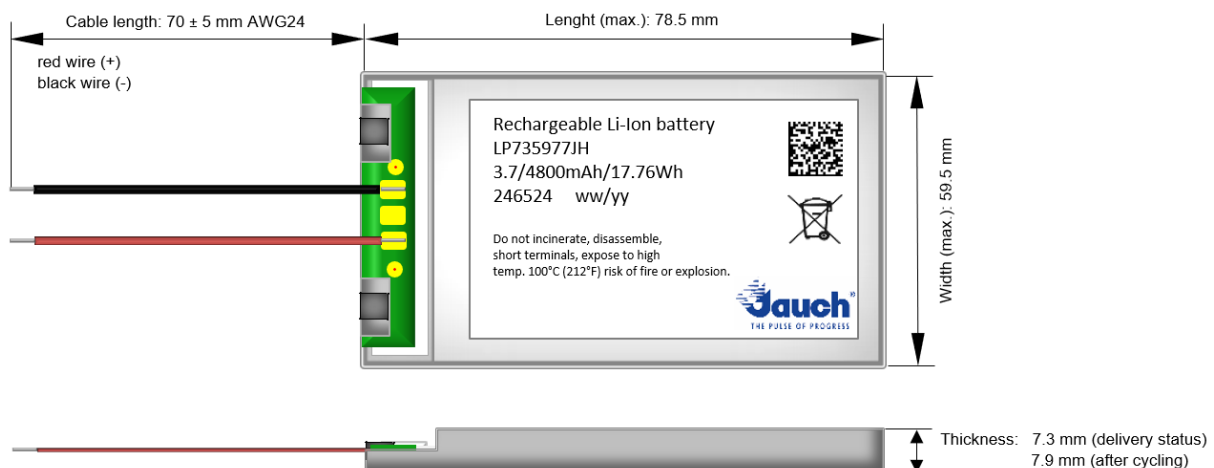 Cable length: 70 ± 5 mm AWG24
Lenght (max.): 78.5 mm
red wire (+)
black wire (-)
Rechargeable Li-Ion battery
LP735977JH
3.7/4800mAh/17.76Wh
246524 ww/yy
Do not incinerate, disassemble,
short terminals, expose to high
temp. 100°C (212°F) risk of fire or explosion.
Jauch®
THE PULSE OF PROGRESS
Width (max.): 59.5 mm
Thickness: 7.3 mm (delivery status)
7.9 mm (after cycling)